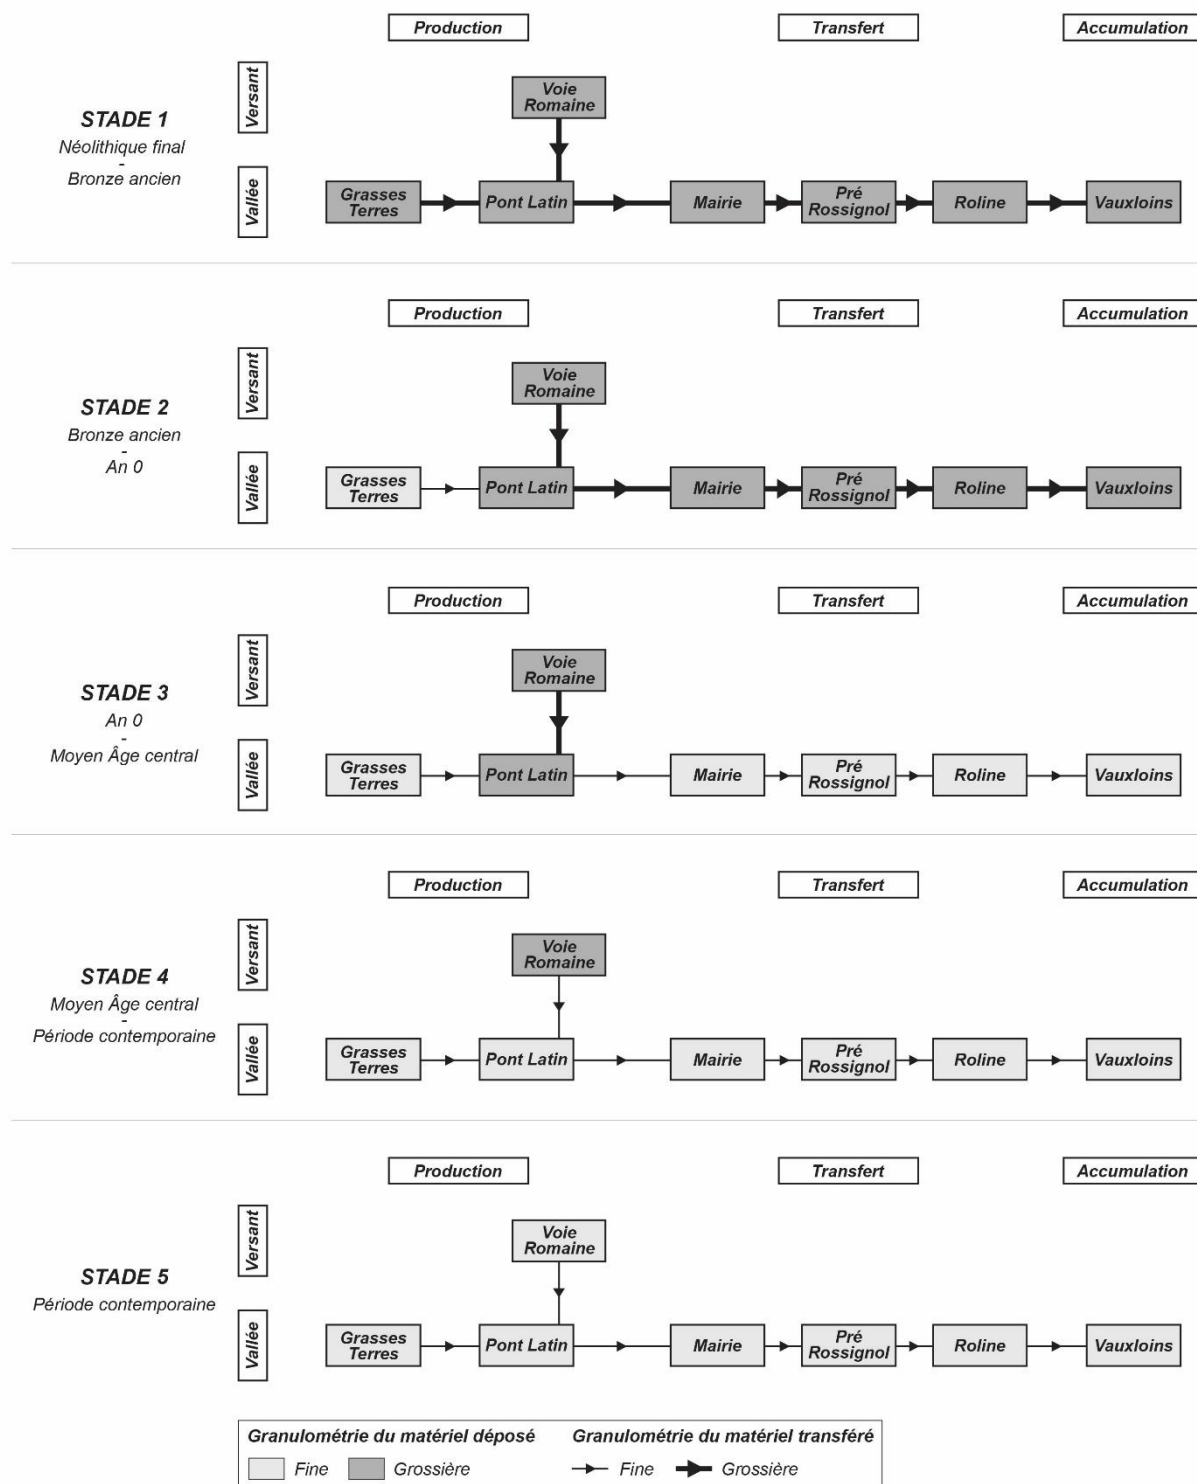 Production Transfert Accumulation
Versant
Voie
Romaine
STADE 1
Néolithique final
-
Bronze ancien
Vallée
Grasses
Terres
Pont Latin
Mairie
Pré
Rossignol
Roline
Vauxloins
Production Transfert Accumulation
Versant
Voie
Romaine
STADE 2
Bronze ancien
-
An 0
Vallée
Grasses
Terres
Pont Latin
Mairie
Pré
Rossignol
Roline
Vauxloins
Production Transfert Accumulation
Versant
Voie
Romaine
STADE 3
An 0
-
Moyen Âge central
Vallée
Grasses
Terres
Pont Latin
Mairie
Pré
Rossignol
Roline
Vauxloins
Production Transfert Accumulation
Versant
Voie
Romaine
STADE 4
Moyen Âge central
-
Période contemporaine
Vallée
Grasses
Terres
Pont Latin
Mairie
Pré
Rossignol
Roline
Vauxloins
Production Transfert Accumulation
Versant
Voie
Romaine
STADE 5
Période contemporaine
Vallée
Grasses
Terres
Pont Latin
Mairie
Pré
Rossignol
Roline
Vauxloins
Granulométrie du matériel déposé Granulométrie du matériel transféré
Fine Grossière Fine Grossière